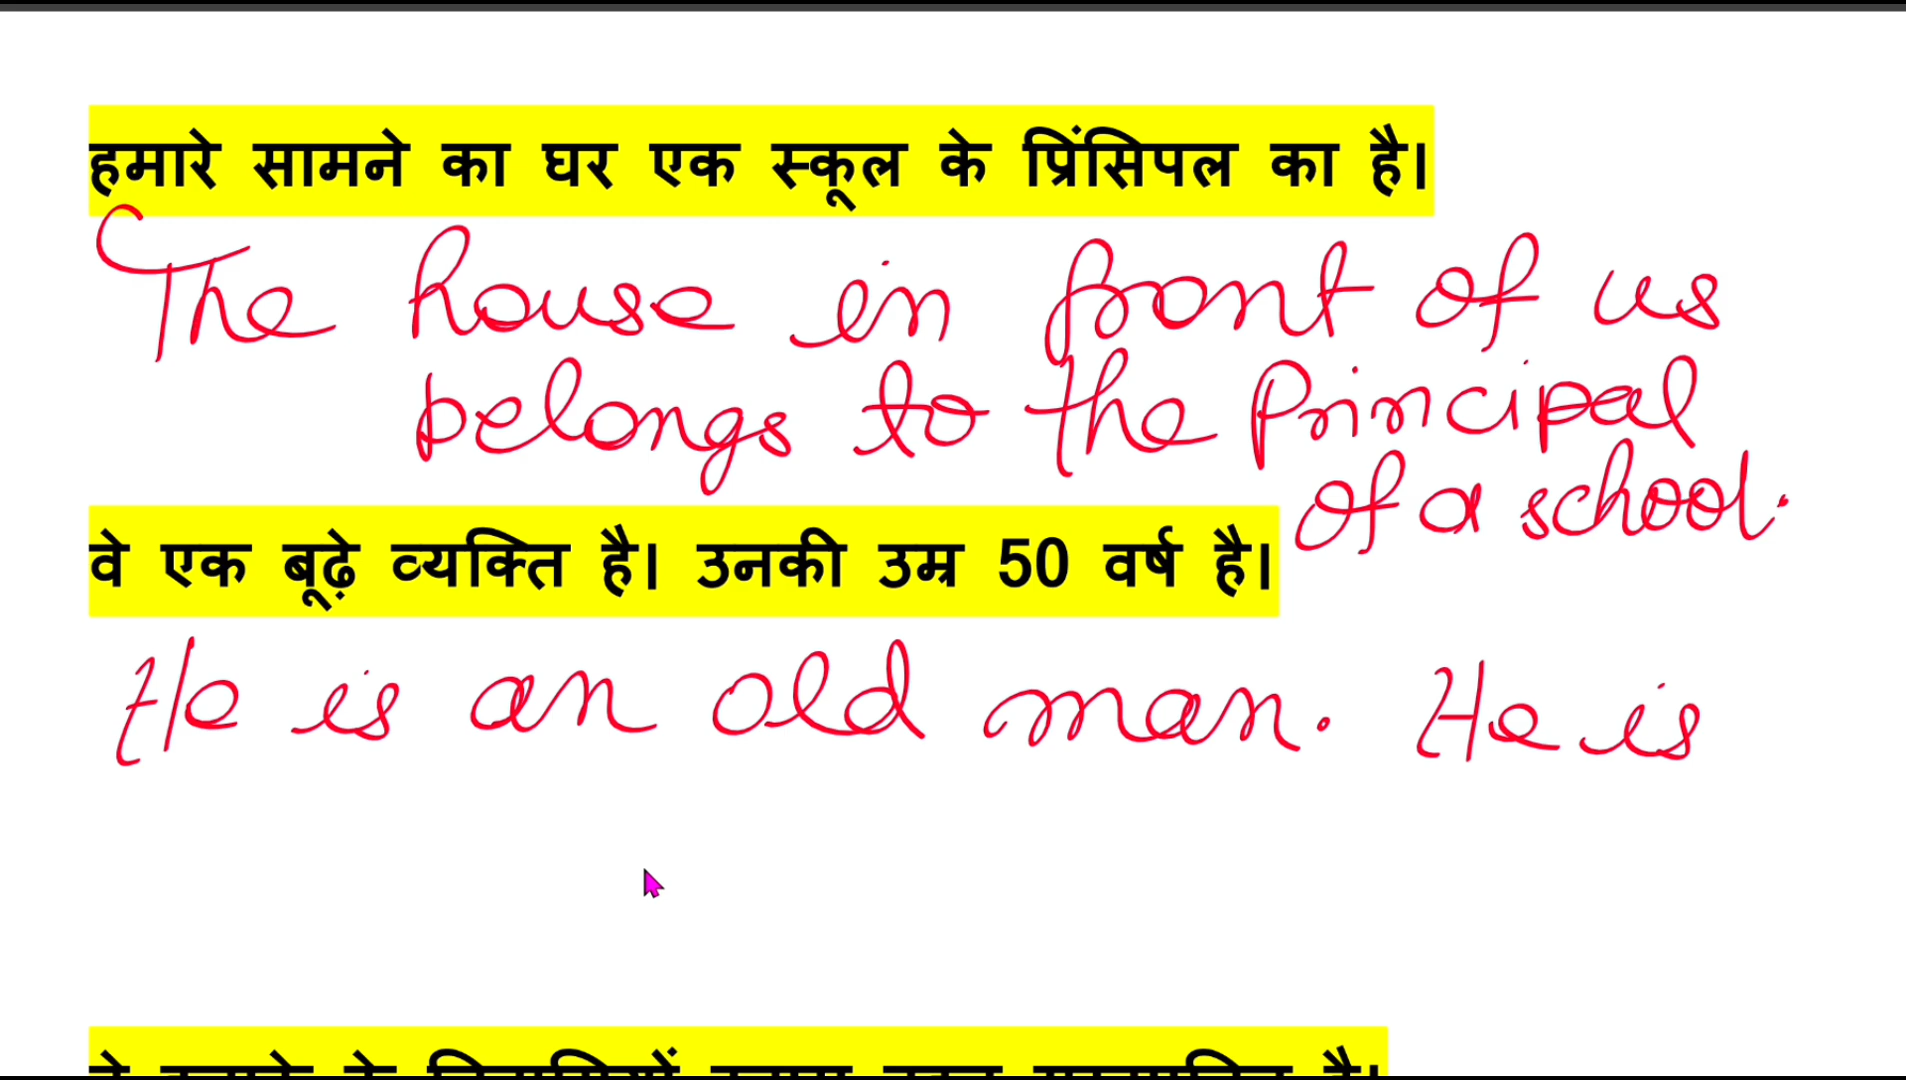 हमारे सामने का घर एक स्कूल के प्रिंसिपल का है।
The house in front of us
belongs to the Principal
of a school.
वे एक बूढ़े व्यक्ति है। उनकी उम्र 50 वर्ष है।
He is an old man. He is
है।